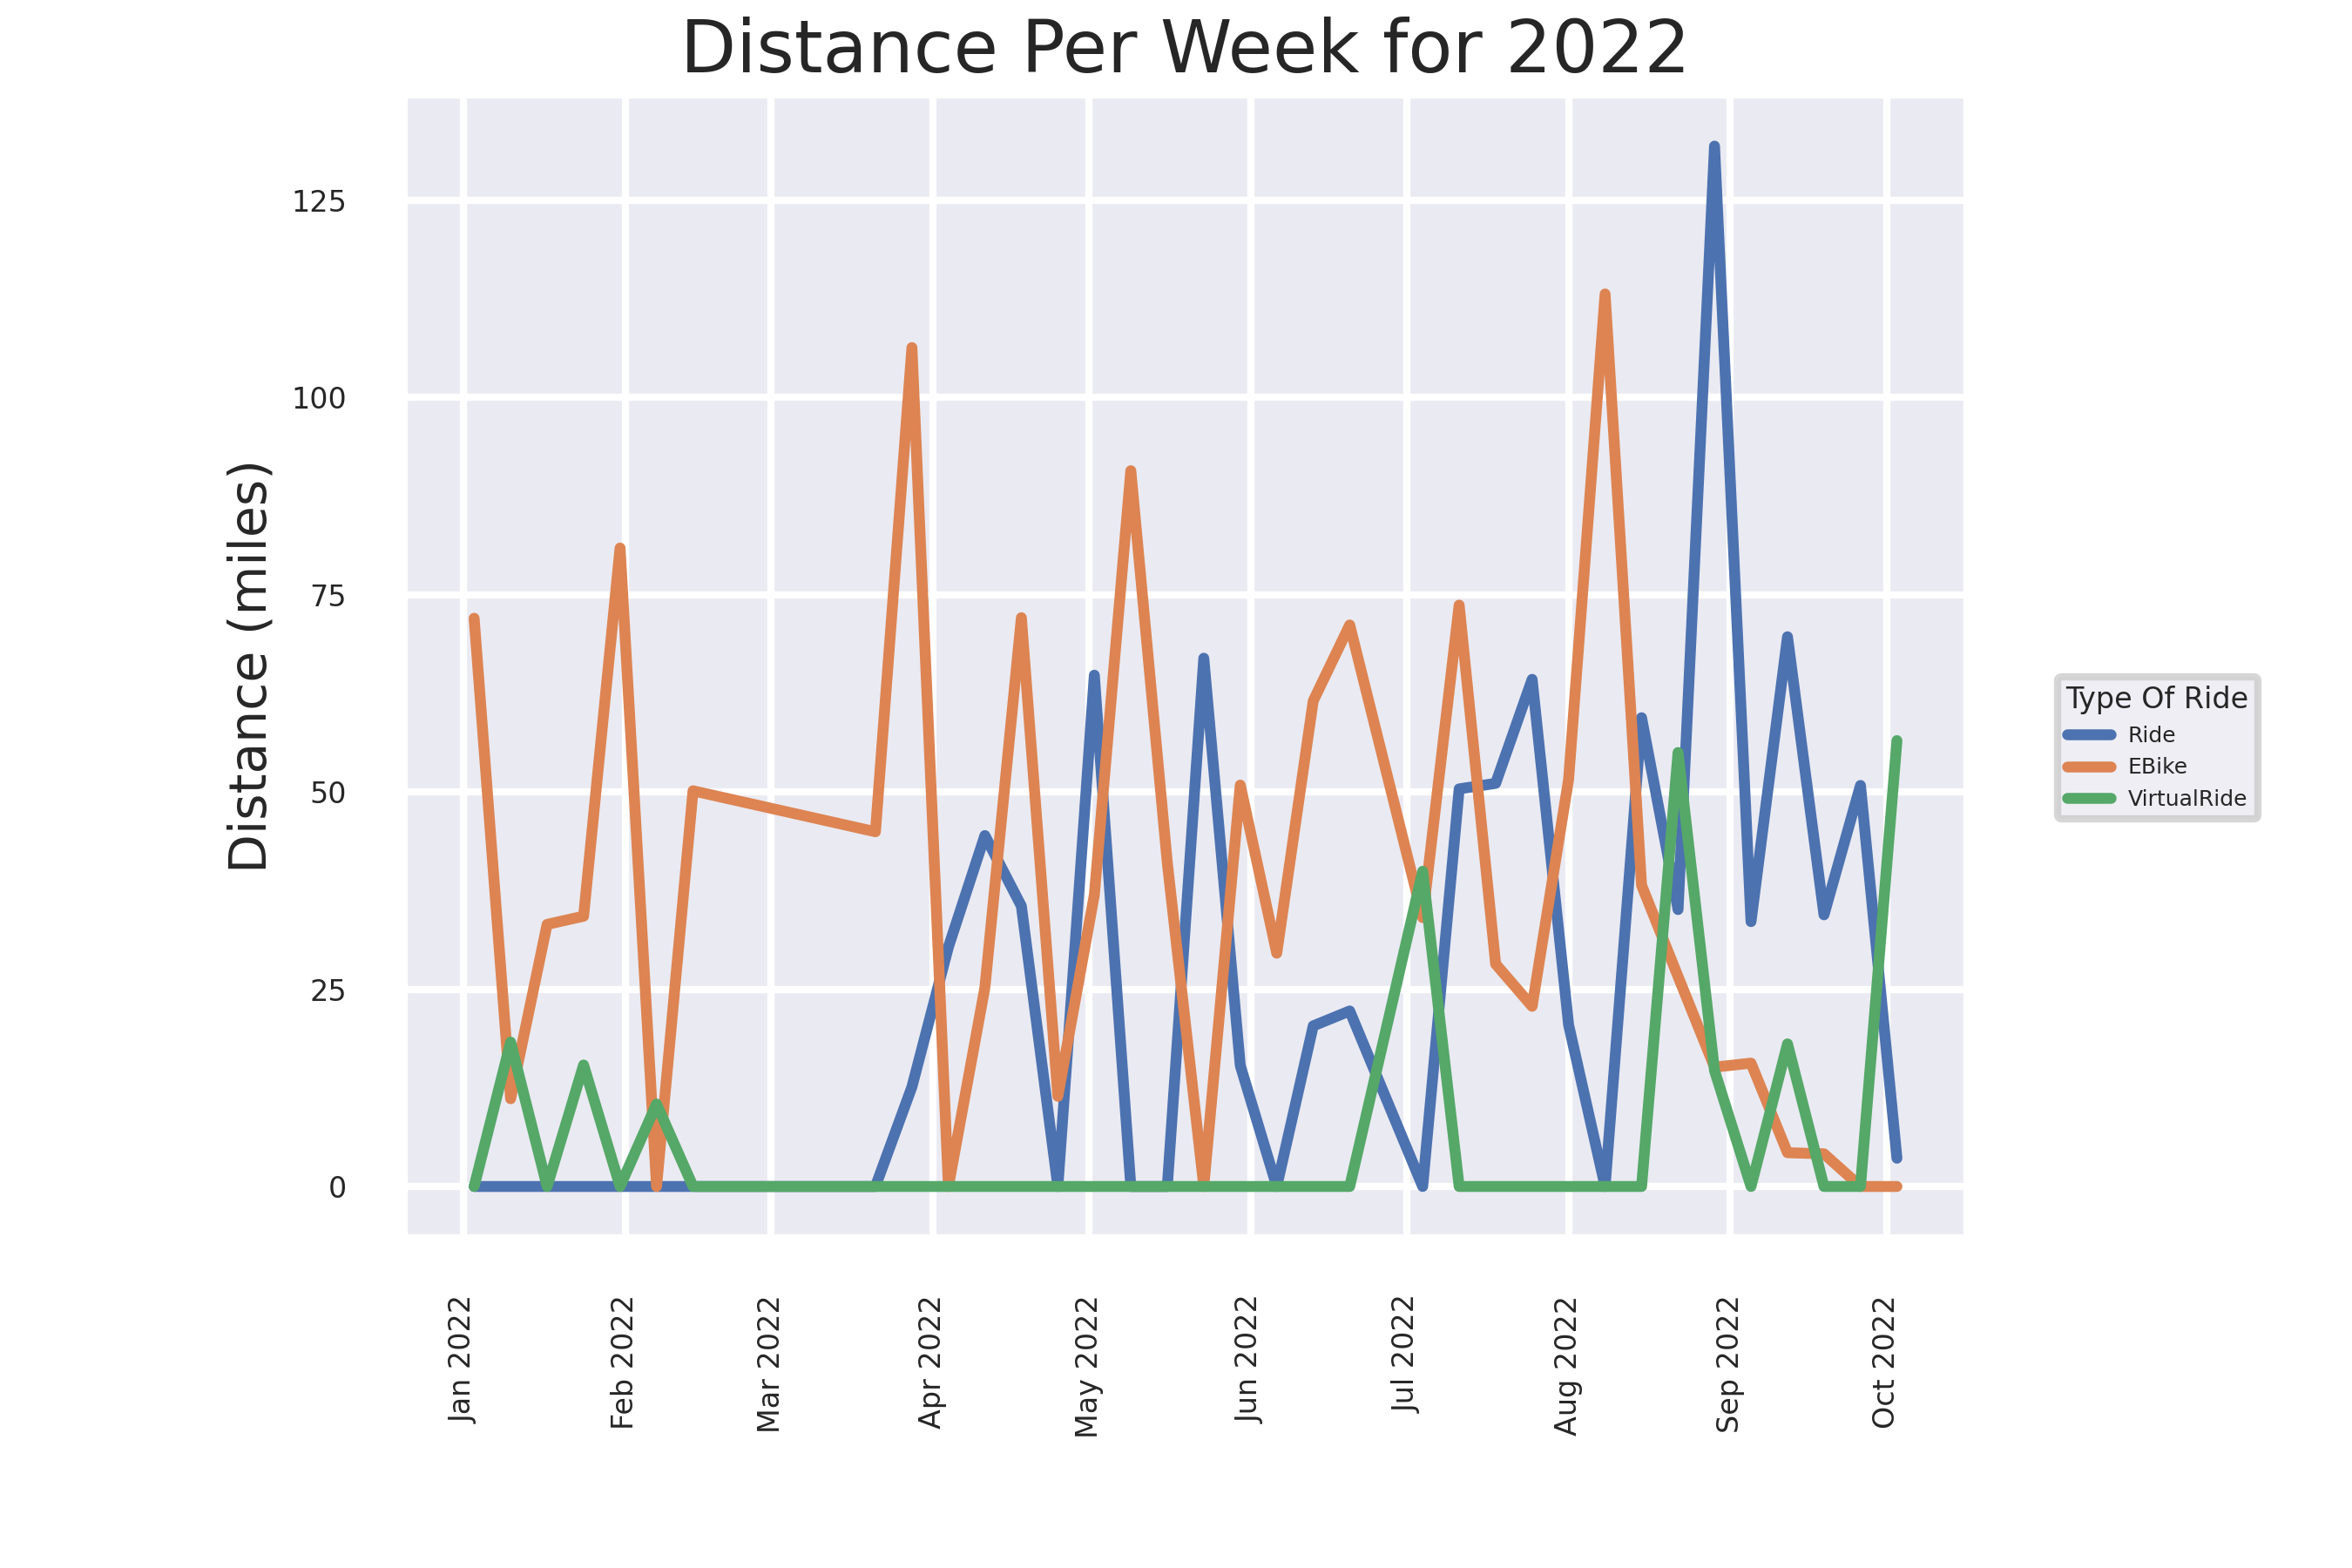 Distance Per Week for 2022
Distance (miles)
125
100
75
50
25
0
Jan 2022
Feb 2022
Mar 2022
Apr 2022
May 2022
Jun 2022
Jul 2022
Aug 2022
Sep 2022
Oct 2022
Type Of Ride
Ride
EBike
VirtualRide